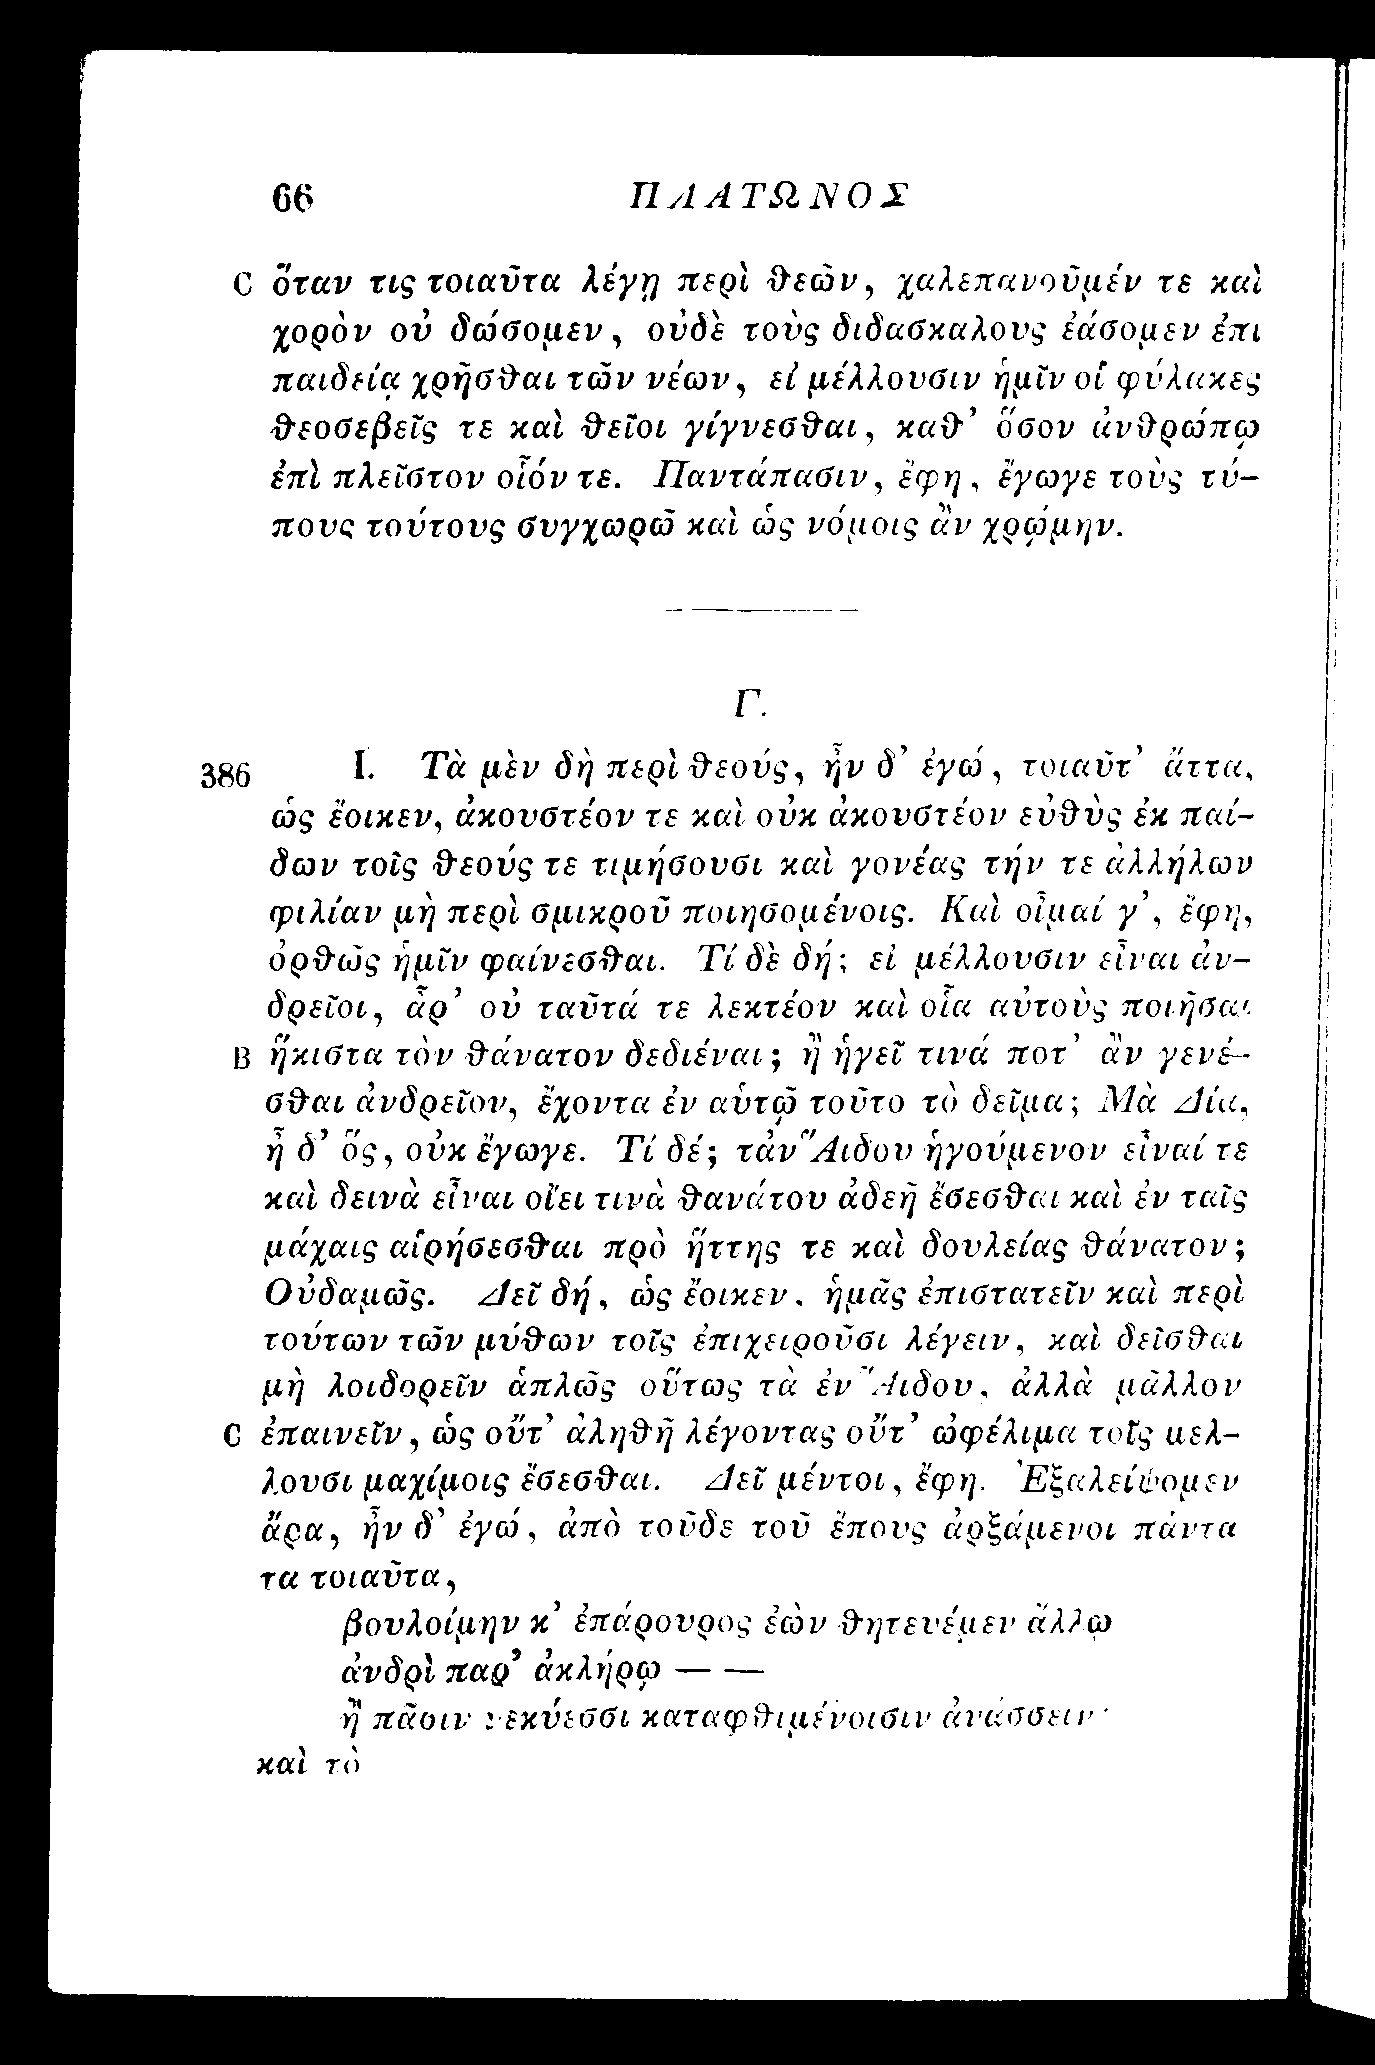 66 ΠΛΑΤΩΝΟΣ
C ὅταν τις τοιαῦτα λέγῃ περὶ θεῶν, χαλεπανοῦμέν τε καὶ
χορὸν οὐ δώσομεν, οὐδὲ τοὺς διδασκαλους ἐάσομεν ἐπι
παιδείᾳ χρῆσθαι τῶν νέων, εἰ μέλλουσιν ἡμῖν οἱ φύλακες
θεοσεβεῖς τε καὶ θεῖοι γίγνεσθαι, καθ’ ὅσον ἀνθρώπῳ
ἐπὶ πλεῖστον οἷόν τε. Παντάπασιν, ἔφη, ἔγωγε τοὺς τύ-
πους τούτους συγχωρῶ καὶ ὡς νόμοις ἂν χρῴμην.
Γ.
386 I. Τὰ μὲν δὴ περὶ θεούς, ἦν δ’ ἐγώ, τοιαῦτ’ ἄττα,
ὡς ἔοικεν, ἀκουστέον τε καὶ οὐκ ἀκουστέον εὐθὺς ἐκ παί-
δων τοῖς θεούς τε τιμήσουσι καὶ γονέας τήν τε ἀλλήλων
φιλίαν μὴ περὶ σμικροῦ ποιησομένοις. Καὶ οἶμαί γ’, ἔφη,
ὀρθῶς ἡμῖν φαίνεσθαι. Τί δὲ δή; εἰ μέλλουσιν εἶναι ἀν-
δρεῖοι, ἆρ’ οὐ ταῦτά τε λεκτέον καὶ οἷα αὐτοὺς ποιῆσαι
B ἥκιστα τὸν θάνατον δεδιέναι; ἢ ἡγεῖ τινά ποτ’ ἂν γενέ-
σθαι ἀνδρεῖον, ἔχοντα ἐν αὑτῷ τοῦτο τὸ δεῖμα; Μὰ Δία,
ἦ δ’ ὅς, οὐκ ἔγωγε. Τί δέ; τἀν Ἅιδου ἡγούμενον εἶναί τε
καὶ δεινὰ εἶναι οἴει τινὰ θανάτου ἀδεῆ ἔσεσθαι καὶ ἐν ταῖς
μάχαις αἱρήσεσθαι πρὸ ἥττης τε καὶ δουλείας θάνατον;
Οὐδαμῶς. Δεῖ δή, ὡς ἔοικεν, ἡμᾶς ἐπιστατεῖν καὶ περὶ
τούτων τῶν μύθων τοῖς ἐπιχειροῦσι λέγειν, καὶ δεῖσθαι
μὴ λοιδορεῖν ἁπλῶς οὕτως τὰ ἐν Ἅιδου, ἀλλὰ μᾶλλον
C ἐπαινεῖν, ὡς οὔτ’ ἀληθῆ λέγοντας οὔτ’ ὠφέλιμα τοῖς μελ-
λουσι μαχίμοις ἔσεσθαι. Δεῖ μέντοι, ἔφη. Ἐξαλείψομεν
ἄρα, ἦν δ’ ἐγώ, ἀπὸ τοῦδε τοῦ ἔπους ἀρξάμενοι πάντα
τα τοιαῦτα,
βουλοίμην κ’ ἐπάρουρος ἐὼν θητευέμεν ἄλλῳ
ἀνδρὶ παρ’ ἀκλήρῳ — —
ἢ πᾶσιν νεκύεσσι καταφθιμένοισιν ἀνάσσειν·
καὶ τὸ